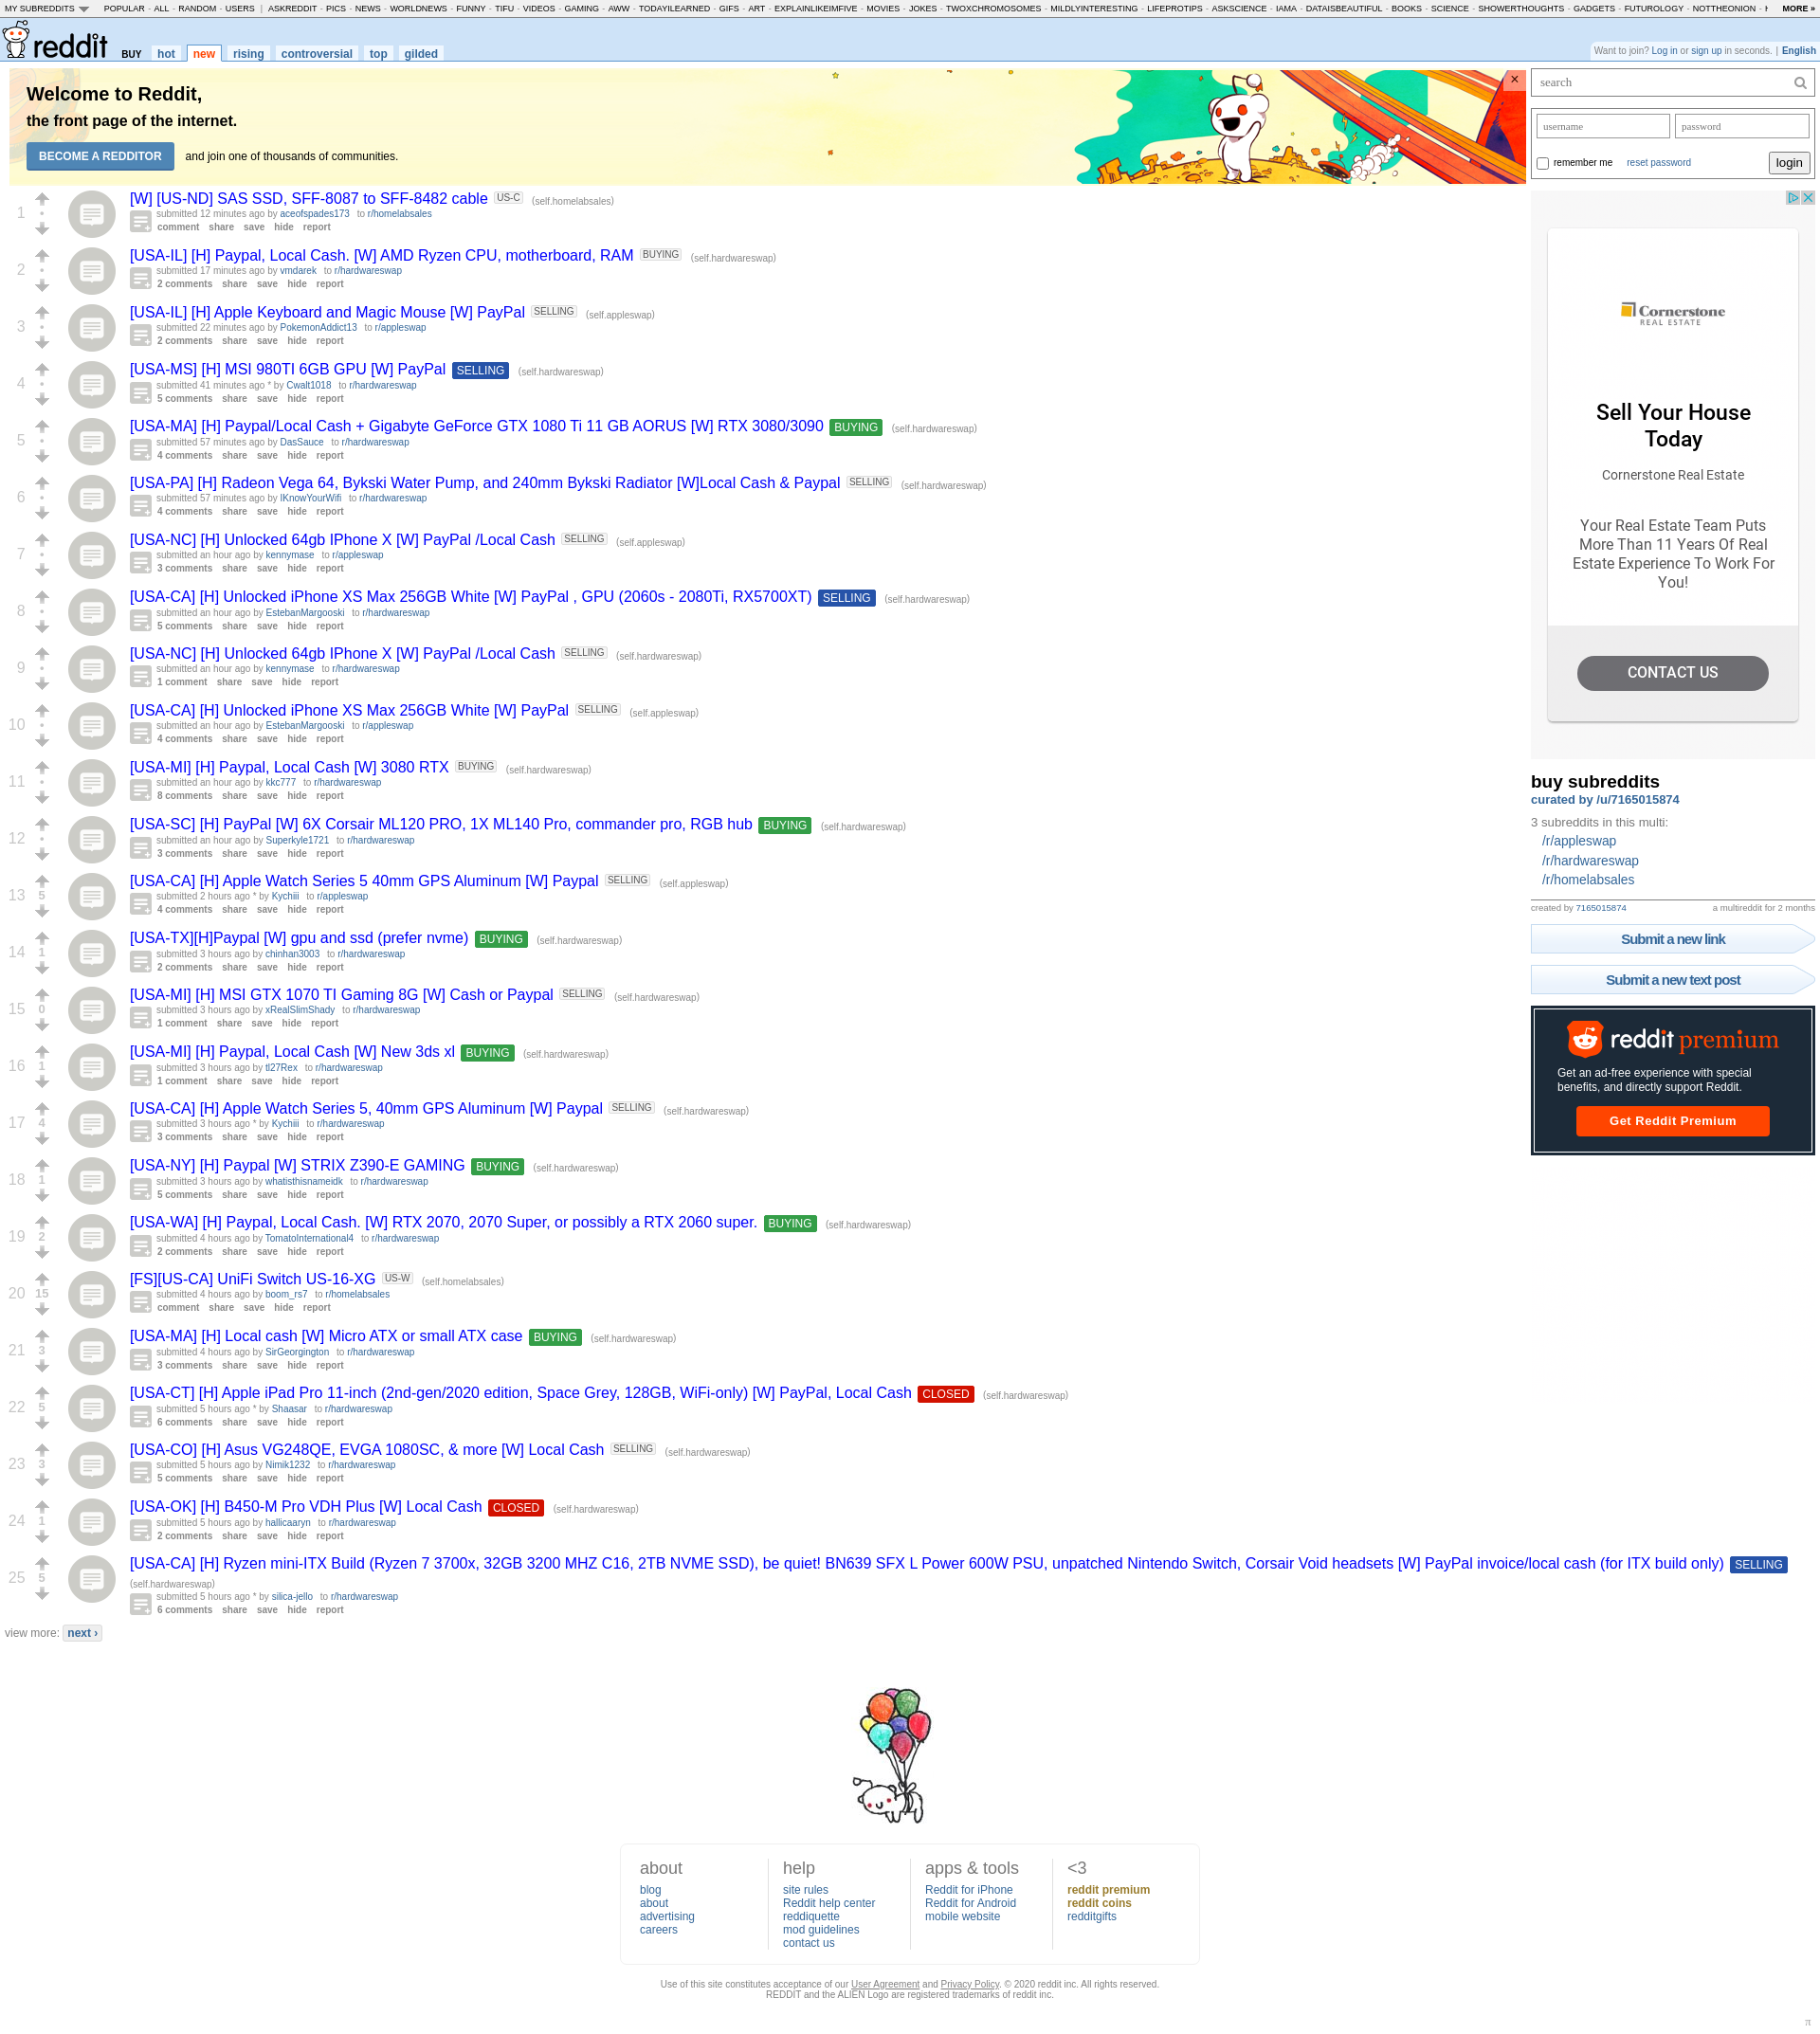 MY SUBREDDITS POPULAR - ALL - RANDOM - USERS | ASKREDDIT - PICS - NEWS - WORLDNEWS - FUNNY - TIFU - VIDEOS - GAMING - AWW - TODAYILEARNED - GIFS - ART - EXPLAINLIKEIMFIVE - MOVIES - JOKES - TWOXCHROMOSOMES - MILDLYINTERESTING - LIFEPROTIPS - ASKSCIENCE - IAMA - DATAISBEAUTIFUL - BOOKS - SCIENCE - SHOWERTHOUGHTS - GADGETS - FUTUROLOGY - NOTTHEONION - MORE »
reddit BUY hot new rising controversial top gilded
Want to join? Log in or sign up in seconds. | English
Welcome to Reddit,
the front page of the internet.
BECOME A REDDITOR and join one of thousands of communities.
×
1
[W] [US-ND] SAS SSD, SFF-8087 to SFF-8482 cable US-C (self.homelabsales)
submitted 12 minutes ago by aceofspades173 to r/homelabsales
comment share save hide report
2
[USA-IL] [H] Paypal, Local Cash. [W] AMD Ryzen CPU, motherboard, RAM BUYING (self.hardwareswap)
submitted 17 minutes ago by vmdarek to r/hardwareswap
2 comments share save hide report
3
[USA-IL] [H] Apple Keyboard and Magic Mouse [W] PayPal SELLING (self.appleswap)
submitted 22 minutes ago by PokemonAddict13 to r/appleswap
2 comments share save hide report
4
[USA-MS] [H] MSI 980TI 6GB GPU [W] PayPal SELLING (self.hardwareswap)
submitted 41 minutes ago * by Cwalt1018 to r/hardwareswap
5 comments share save hide report
5
[USA-MA] [H] Paypal/Local Cash + Gigabyte GeForce GTX 1080 Ti 11 GB AORUS [W] RTX 3080/3090 BUYING (self.hardwareswap)
submitted 57 minutes ago by DasSauce to r/hardwareswap
4 comments share save hide report
6
[USA-PA] [H] Radeon Vega 64, Bykski Water Pump, and 240mm Bykski Radiator [W]Local Cash & Paypal SELLING (self.hardwareswap)
submitted 57 minutes ago by IKnowYourWifi to r/hardwareswap
4 comments share save hide report
7
[USA-NC] [H] Unlocked 64gb IPhone X [W] PayPal /Local Cash SELLING (self.appleswap)
submitted an hour ago by kennymase to r/appleswap
3 comments share save hide report
8
[USA-CA] [H] Unlocked iPhone XS Max 256GB White [W] PayPal , GPU (2060s - 2080Ti, RX5700XT) SELLING (self.hardwareswap)
submitted an hour ago by EstebanMargooski to r/hardwareswap
5 comments share save hide report
9
[USA-NC] [H] Unlocked 64gb IPhone X [W] PayPal /Local Cash SELLING (self.hardwareswap)
submitted an hour ago by kennymase to r/hardwareswap
1 comment share save hide report
10
[USA-CA] [H] Unlocked iPhone XS Max 256GB White [W] PayPal SELLING (self.appleswap)
submitted an hour ago by EstebanMargooski to r/appleswap
4 comments share save hide report
11
[USA-MI] [H] Paypal, Local Cash [W] 3080 RTX BUYING (self.hardwareswap)
submitted an hour ago by kkc777 to r/hardwareswap
8 comments share save hide report
12
[USA-SC] [H] PayPal [W] 6X Corsair ML120 PRO, 1X ML140 Pro, commander pro, RGB hub BUYING (self.hardwareswap)
submitted an hour ago by Superkyle1721 to r/hardwareswap
3 comments share save hide report
13 5
[USA-CA] [H] Apple Watch Series 5 40mm GPS Aluminum [W] Paypal SELLING (self.appleswap)
submitted 2 hours ago * by Kychiii to r/appleswap
4 comments share save hide report
14 1
[USA-TX][H]Paypal [W] gpu and ssd (prefer nvme) BUYING (self.hardwareswap)
submitted 3 hours ago by chinhan3003 to r/hardwareswap
2 comments share save hide report
15 0
[USA-MI] [H] MSI GTX 1070 TI Gaming 8G [W] Cash or Paypal SELLING (self.hardwareswap)
submitted 3 hours ago by xRealSlimShady to r/hardwareswap
1 comment share save hide report
16 1
[USA-MI] [H] Paypal, Local Cash [W] New 3ds xl BUYING (self.hardwareswap)
submitted 3 hours ago by tl27Rex to r/hardwareswap
1 comment share save hide report
17 4
[USA-CA] [H] Apple Watch Series 5, 40mm GPS Aluminum [W] Paypal SELLING (self.hardwareswap)
submitted 3 hours ago * by Kychiii to r/hardwareswap
3 comments share save hide report
18 1
[USA-NY] [H] Paypal [W] STRIX Z390-E GAMING BUYING (self.hardwareswap)
submitted 3 hours ago by whatisthisnameidk to r/hardwareswap
5 comments share save hide report
19 2
[USA-WA] [H] Paypal, Local Cash. [W] RTX 2070, 2070 Super, or possibly a RTX 2060 super. BUYING (self.hardwareswap)
submitted 4 hours ago by TomatoInternational4 to r/hardwareswap
2 comments share save hide report
20 15
[FS][US-CA] UniFi Switch US-16-XG US-W (self.homelabsales)
submitted 4 hours ago by boom_rs7 to r/homelabsales
comment share save hide report
21 3
[USA-MA] [H] Local cash [W] Micro ATX or small ATX case BUYING (self.hardwareswap)
submitted 4 hours ago by SirGeorgington to r/hardwareswap
3 comments share save hide report
22 5
[USA-CT] [H] Apple iPad Pro 11-inch (2nd-gen/2020 edition, Space Grey, 128GB, WiFi-only) [W] PayPal, Local Cash CLOSED (self.hardwareswap)
submitted 5 hours ago * by Shaasar to r/hardwareswap
6 comments share save hide report
23 3
[USA-CO] [H] Asus VG248QE, EVGA 1080SC, & more [W] Local Cash SELLING (self.hardwareswap)
submitted 5 hours ago by Nimik1232 to r/hardwareswap
5 comments share save hide report
24 1
[USA-OK] [H] B450-M Pro VDH Plus [W] Local Cash CLOSED (self.hardwareswap)
submitted 5 hours ago by hallicaaryn to r/hardwareswap
2 comments share save hide report
25 5
[USA-CA] [H] Ryzen mini-ITX Build (Ryzen 7 3700x, 32GB 3200 MHZ C16, 2TB NVME SSD), be quiet! BN639 SFX L Power 600W PSU, unpatched Nintendo Switch, Corsair Void headsets [W] PayPal invoice/local cash (for ITX build only) SELLING
(self.hardwareswap)
submitted 5 hours ago * by silica-jello to r/hardwareswap
6 comments share save hide report
view more: next ›
search
username password
remember me reset password login
Cornerstone
REAL ESTATE
Sell Your House
Today
Cornerstone Real Estate
Your Real Estate Team Puts
More Than 11 Years Of Real
Estate Experience To Work For
You!
CONTACT US
buy subreddits
curated by /u/7165015874
3 subreddits in this multi:
/r/appleswap
/r/hardwareswap
/r/homelabsales
created by 7165015874 a multireddit for 2 months
Submit a new link
Submit a new text post
reddit premium
Get an ad-free experience with special
benefits, and directly support Reddit.
Get Reddit Premium
about
blog
about
advertising
careers
help
site rules
Reddit help center
reddiquette
mod guidelines
contact us
apps & tools
Reddit for iPhone
Reddit for Android
mobile website
<3
reddit premium
reddit coins
redditgifts
Use of this site constitutes acceptance of our User Agreement and Privacy Policy. © 2020 reddit inc. All rights reserved.
REDDIT and the ALIEN Logo are registered trademarks of reddit inc.
π